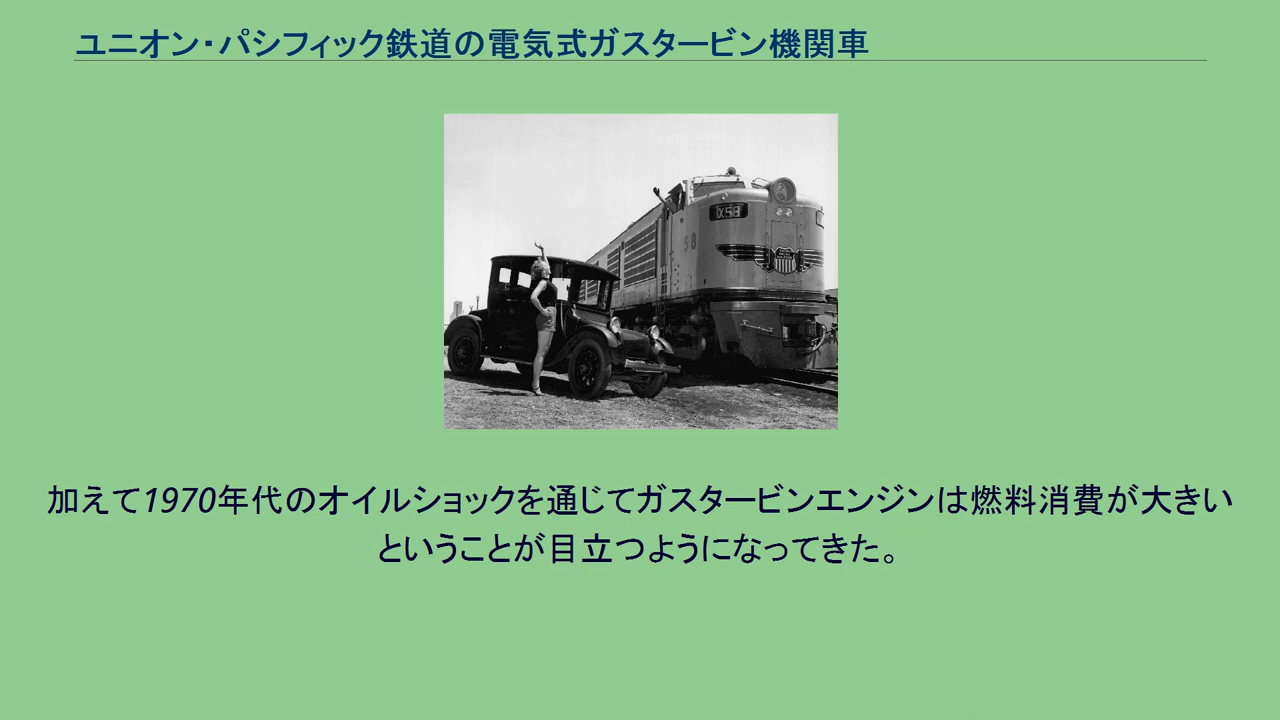 ユニオン・パシフィック鉄道の電気式ガスタービン機関車
X58
58
加えて1970年代のオイルショックを通じてガスタービンエンジンは燃料消費が大きい
ということが目立つようになってきた。